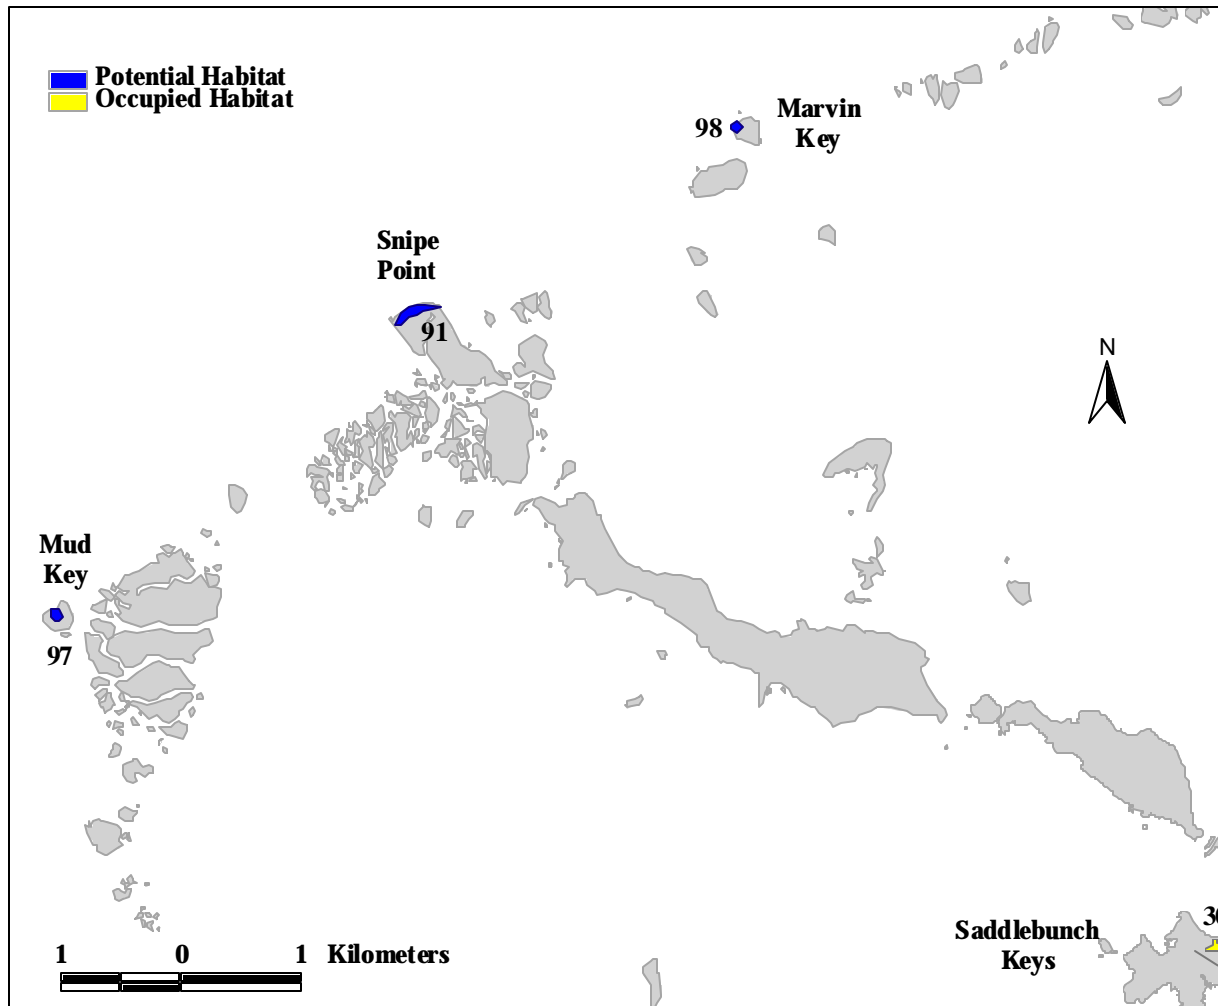 Potential Habitat
Occupied Habitat
Marvin
Key
98
Snipe
Point
91
N
Mud
Key
97
Saddlebunch
Keys
1 0 1 Kilometers